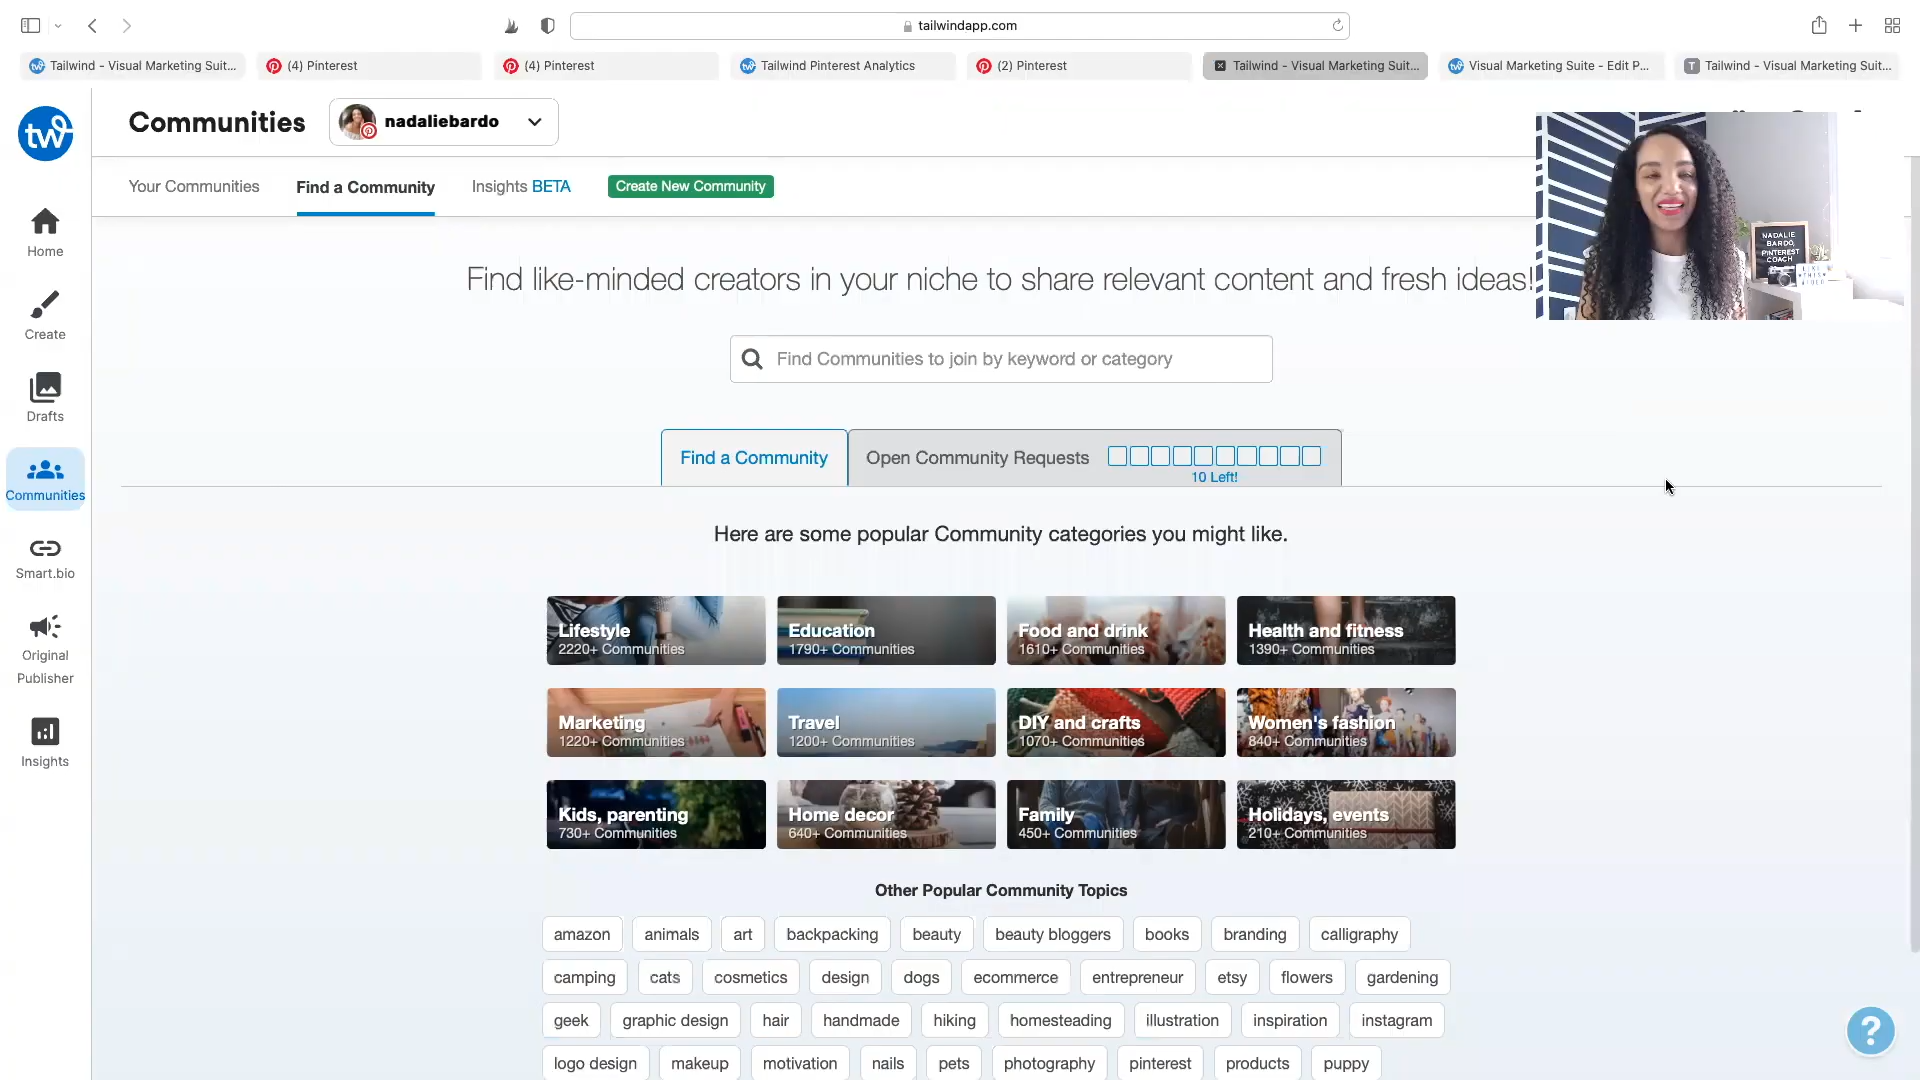 tailwindapp.com
Tailwind - Visual Marketing Suit...
(4) Pinterest
(4) Pinterest
Tailwind Pinterest Analytics
(2) Pinterest
Tailwind - Visual Marketing Suit...
Visual Marketing Suite - Edit P...
T Tailwind - Visual Marketing Suit...
tw
Communities
nadaliebardo
Your Communities
Find a Community
Insights BETA
Create New Community
NADALIE
BARDO,
PINTEREST
COACH
Home
Create
Drafts
Communities
Smart.bio
Original
Publisher
Insights
Find like-minded creators in your niche to share relevant content and fresh ideas!
Find Communities to join by keyword or category
Find a Community
Open Community Requests
10 Left!
Here are some popular Community categories you might like.
Lifestyle
2220+ Communities
Education
1790+ Communities
Food and drink
1610+ Communities
Health and fitness
1390+ Communities
Marketing
1220+ Communities
Travel
1200+ Communities
DIY and crafts
1070+ Communities
Women's fashion
840+ Communities
Kids, parenting
730+ Communities
Home decor
640+ Communities
Family
450+ Communities
Holidays, events
210+ Communities
Other Popular Community Topics
amazon animals art backpacking beauty beauty bloggers books branding calligraphy
camping cats cosmetics design dogs ecommerce entrepreneur etsy flowers gardening
geek graphic design hair handmade hiking homesteading illustration inspiration instagram
logo design makeup motivation nails pets photography pinterest products puppy
?